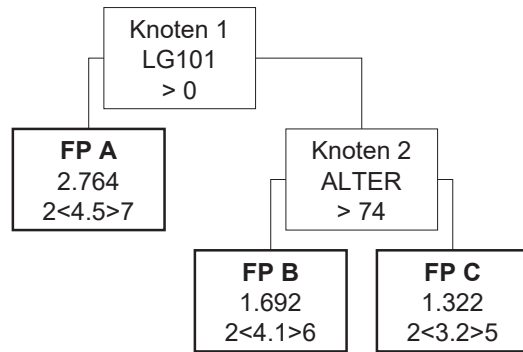 Knoten 1
LG101
> 0
FP A
2.764
2<4.5>7
Knoten 2
ALTER
> 74
FP B
1.692
2<4.1>6
FP C
1.322
2<3.2>5